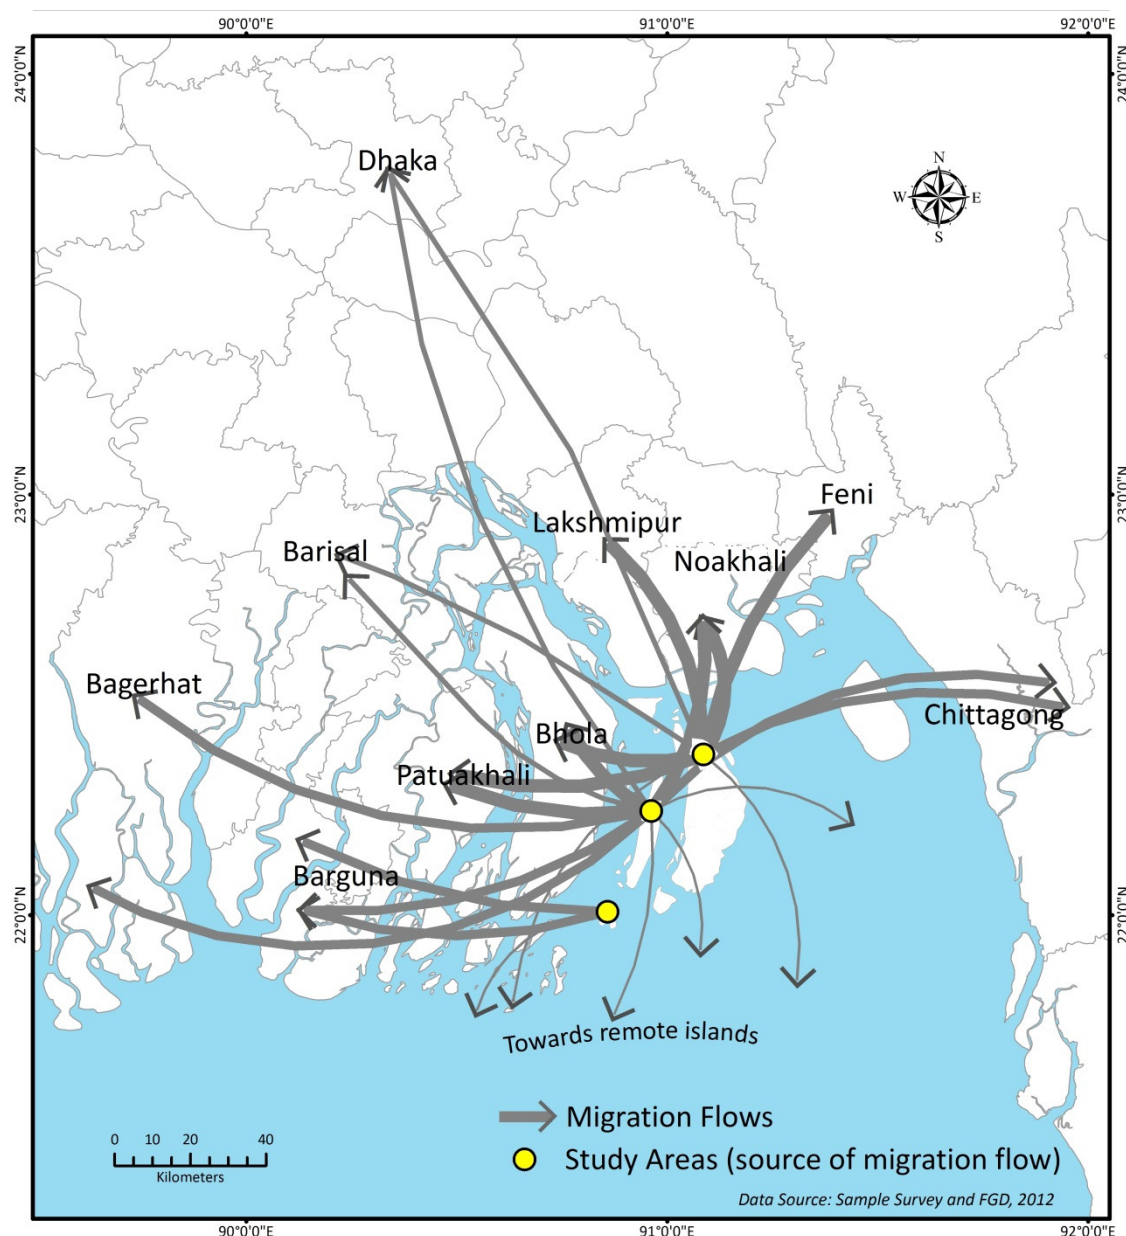 90°0'0"E
91°0'0"E
92°0'0"E
24°0'0"N
24°0'0"N
Dhaka
N
W
E
S
23°0'0"N
23°0'0"N
Feni
Lakshmipur
Barisal
Noakhali
Bagerhat
Chittagong
Bhola
Patuakhali
Barguna
22°0'0"N
22°0'0"N
Towards remote islands
Migration Flows
0 10 20 40
Kilometers
Study Areas (source of migration flow)
Data Source: Sample Survey and FGD, 2012
90°0'0"E
91°0'0"E
92°0'0"E